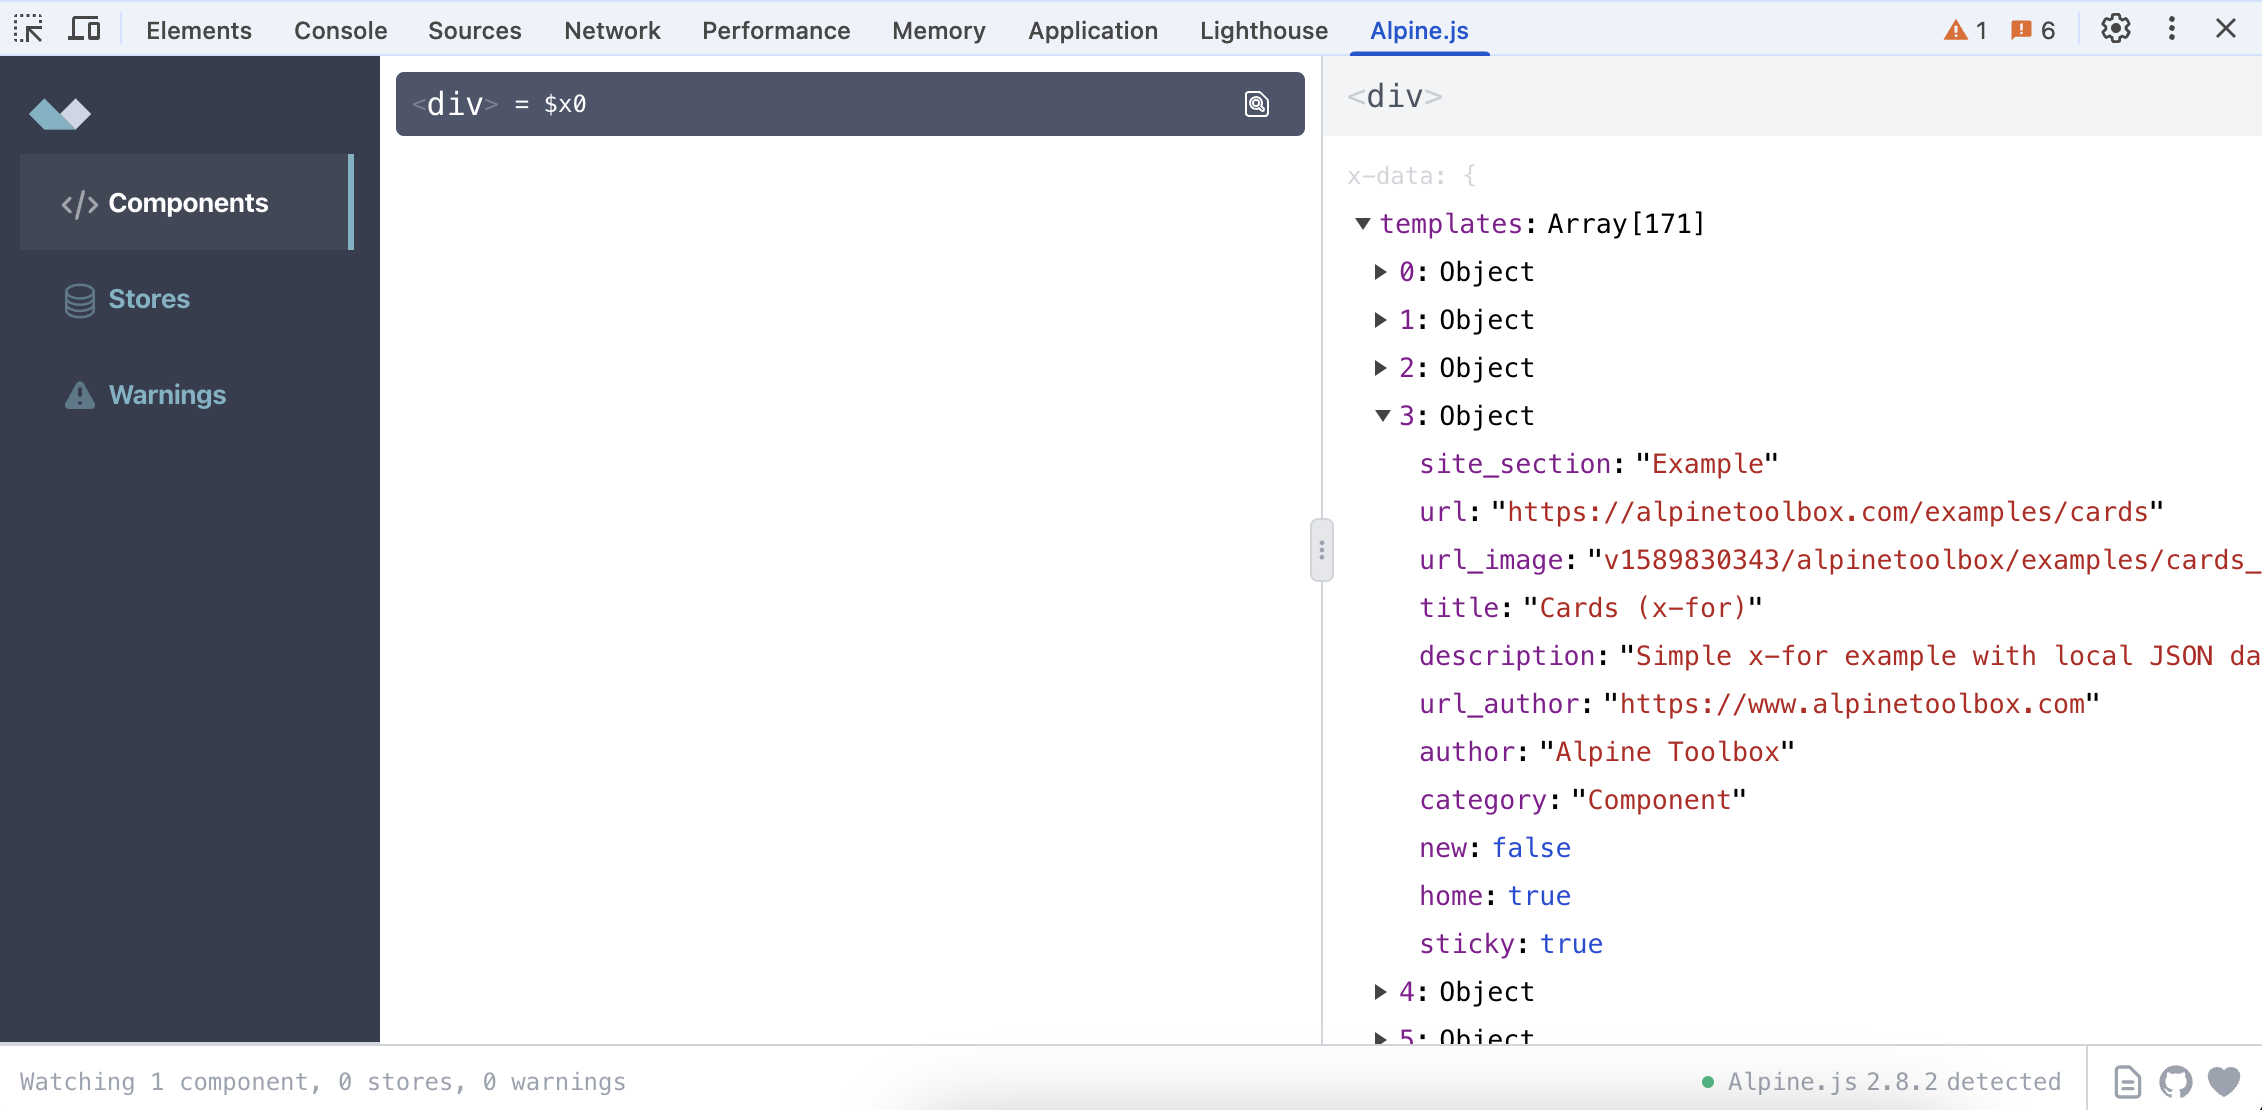 Elements Console Sources Network Performance Memory Application Lighthouse Alpine.js 1 6
Components
Stores
Warnings
<div> = $x0
<div>
x-data: {
templates: Array[171]
0: Object
1: Object
2: Object
3: Object
site_section: "Example"
url: "https://alpinetoolbox.com/examples/cards"
url_image: "v1589830343/alpinetoolbox/examples/cards_
title: "Cards (x-for)"
description: "Simple x-for example with local JSON da
url_author: "https://www.alpinetoolbox.com"
author: "Alpine Toolbox"
category: "Component"
new: false
home: true
sticky: true
4: Object
5: Object
Watching 1 component, 0 stores, 0 warnings
Alpine.js 2.8.2 detected